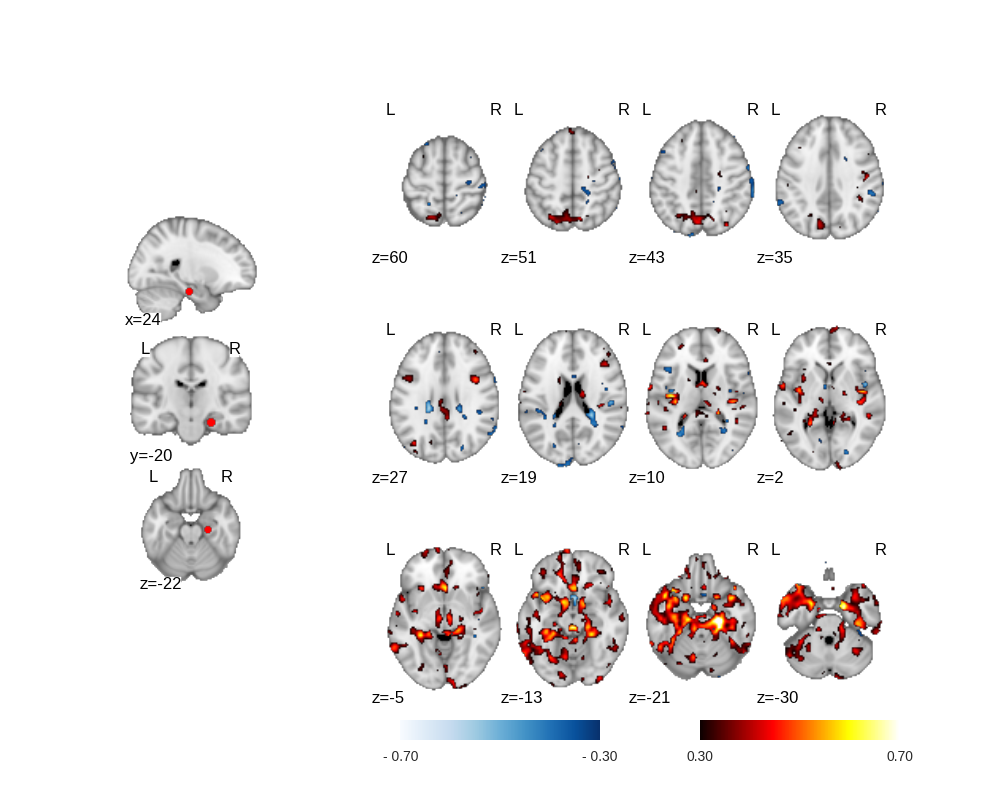 L R L R L R L R
z=60 z=51 z=43 z=35
x=24
L R
y=-20
L R
z=-22
L R L R L R L R
z=27 z=19 z=10 z=2
L R L R L R L R
z=-5 z=-13 z=-21 z=-30
- 0.70 - 0.30 0.30 0.70